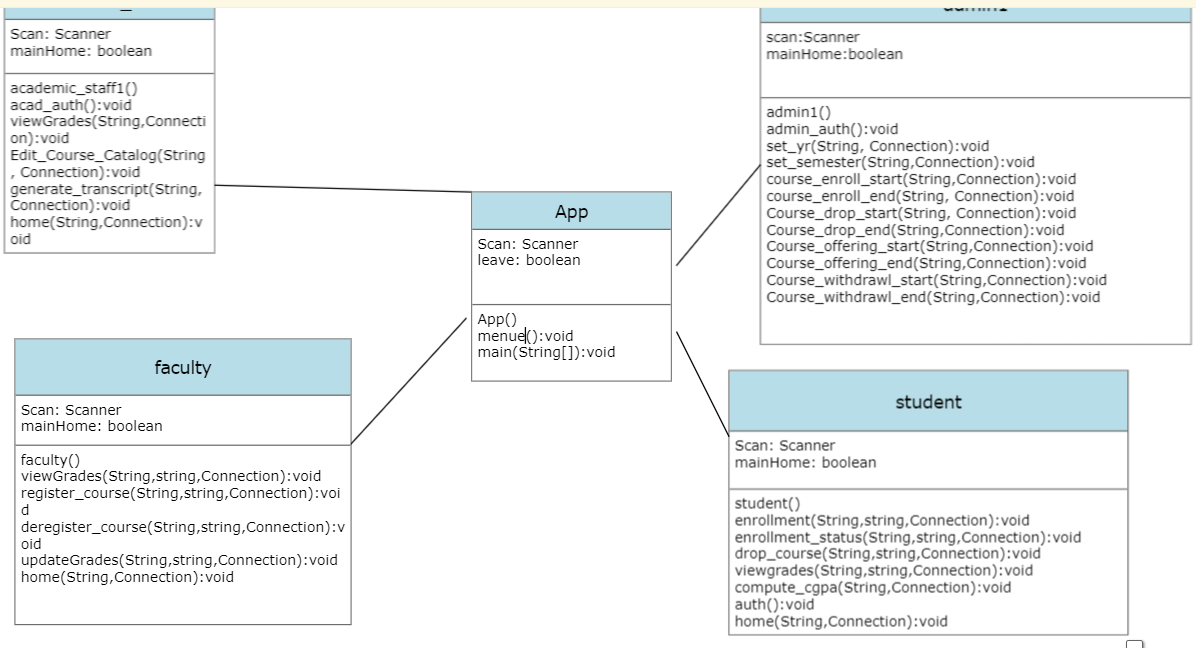 Scan: Scanner
mainHome: boolean
academic_staff1()
acad_auth():void
viewGrades(String,Connecti
on):void
Edit_Course_Catalog(String
, Connection):void
generate_transcript(String,
Connection):void
home(String,Connection):v
oid
admin1
scan:Scanner
mainHome:boolean
admin1()
admin_auth():void
set_yr(String, Connection):void
set_semester(String,Connection):void
course_enroll_start(String,Connection):void
course_enroll_end(String, Connection):void
Course_drop_start(String, Connection):void
Course_drop_end(String,Connection):void
Course_offering_start(String,Connection):void
Course_offering_end(String,Connection):void
Course_withdrawl_start(String,Connection):void
Course_withdrawl_end(String,Connection):void
App
Scan: Scanner
leave: boolean
App()
menue():void
main(String[]):void
faculty
Scan: Scanner
mainHome: boolean
faculty()
viewGrades(String,string,Connection):void
register_course(String,string,Connection):voi
d
deregister_course(String,string,Connection):v
oid
updateGrades(String,string,Connection):void
home(String,Connection):void
student
Scan: Scanner
mainHome: boolean
student()
enrollment(String,string,Connection):void
enrollment_status(String,string,Connection):void
drop_course(String,string,Connection):void
viewgrades(String,string,Connection):void
compute_cgpa(String,Connection):void
auth():void
home(String,Connection):void